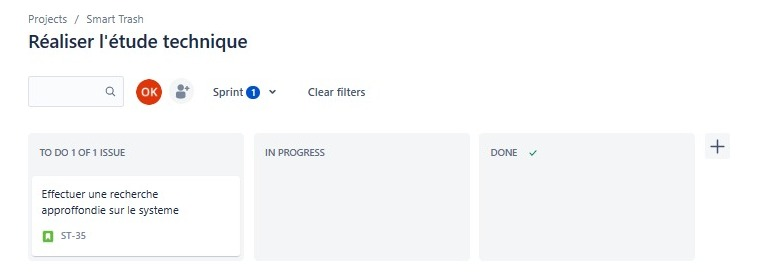 Projects / Smart Trash
Réaliser l'étude technique
OK
Sprint 1
Clear filters
TO DO 1 OF 1 ISSUE
IN PROGRESS
DONE
Effectuer une recherche
approffondie sur le systeme
ST-35